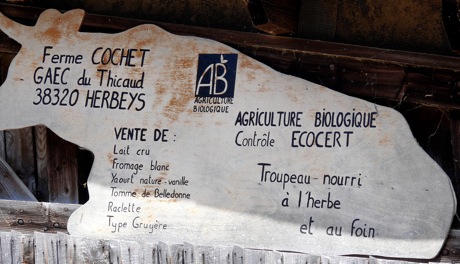 Ferme COCHET
GAEC du Thicaud
38320 HERBEYS
AB
AGRICULTURE
BIOLOGIQUE
AGRICULTURE BIOLOGIQUE
Contrôle ECOCERT
VENTE DE :
Lait cru
Fromage blanc
Yaourt nature-vanille
Tomme de Belledonne
Raclette
Type Gruyère
Troupeau-nourri
à l'herbe
et au foin